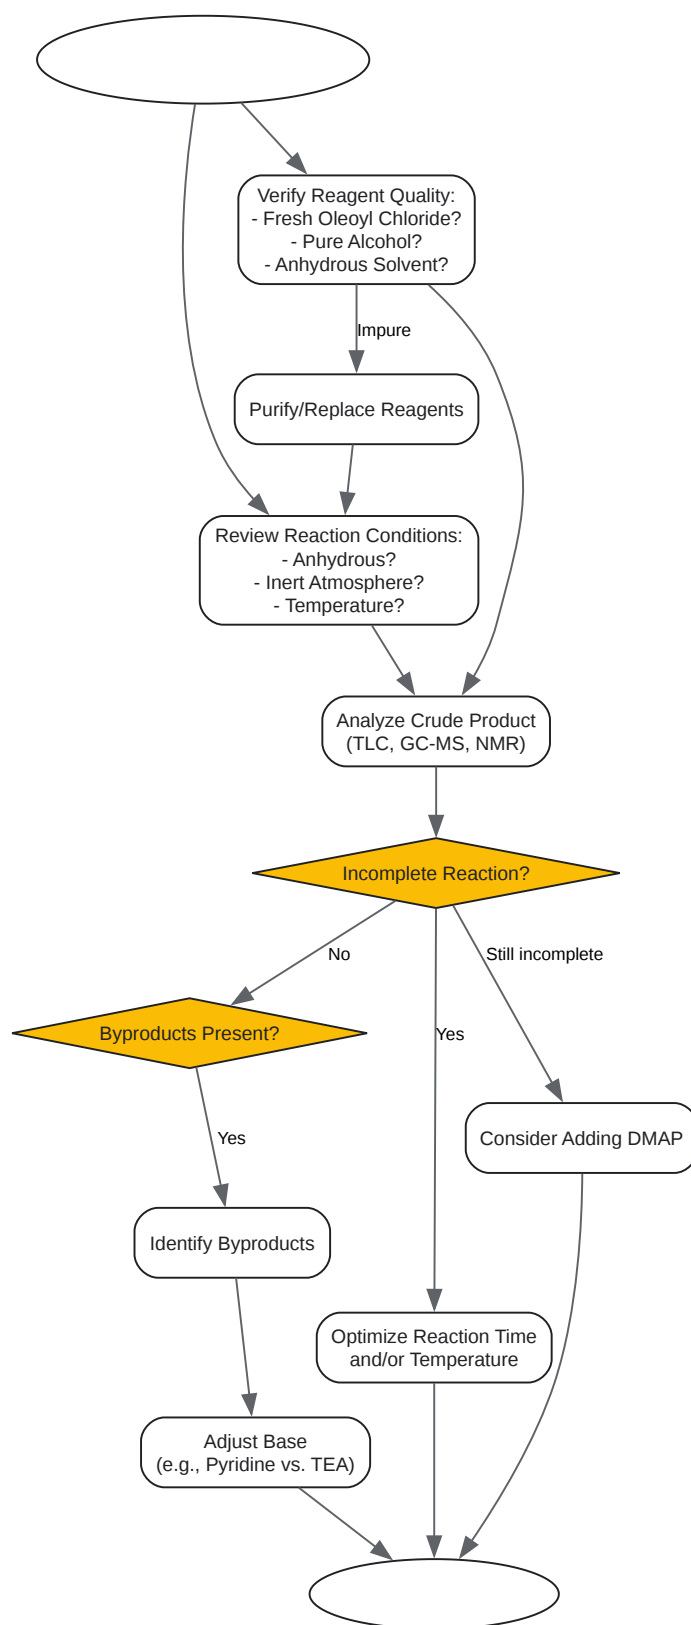 Verify Reagent Quality:
- Fresh Oleoyl Chloride?
- Pure Alcohol?
- Anhydrous Solvent?
Impure
Purify/Replace Reagents
Review Reaction Conditions:
- Anhydrous?
- Inert Atmosphere?
- Temperature?
Analyze Crude Product
(TLC, GC-MS, NMR)
Incomplete Reaction?
No
Still incomplete
Byproducts Present?
Yes
Consider Adding DMAP
Yes
Identify Byproducts
Optimize Reaction Time
and/or Temperature
Adjust Base
(e.g., Pyridine vs. TEA)